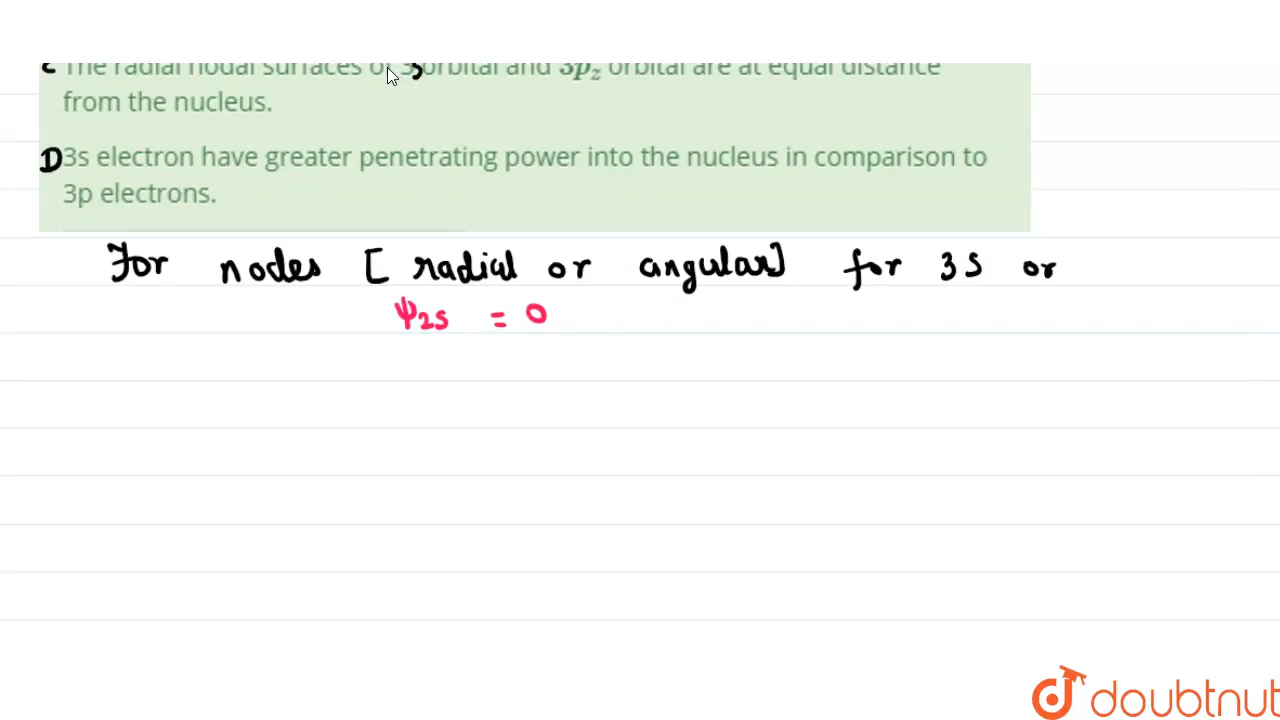 C The radial nodal surfaces of 3s orbital and 3p_z orbital are at equal distance
from the nucleus.
D 3s electron have greater penetrating power into the nucleus in comparison to
3p electrons.
For nodes [ radial or angular] for 3S or
Ψ2s = 0
doubtnut